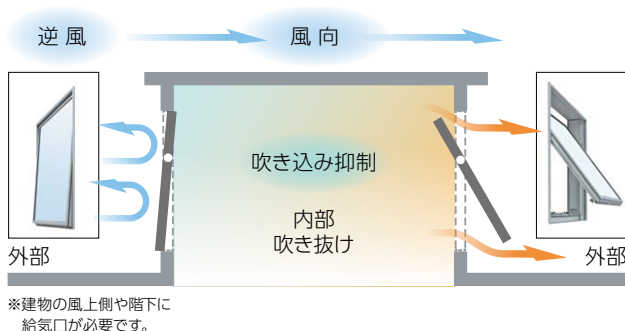 逆風
風向
吹き込み抑制
内部
吹き抜け
外部
外部
※建物の風上側や階下に
給気口が必要です。